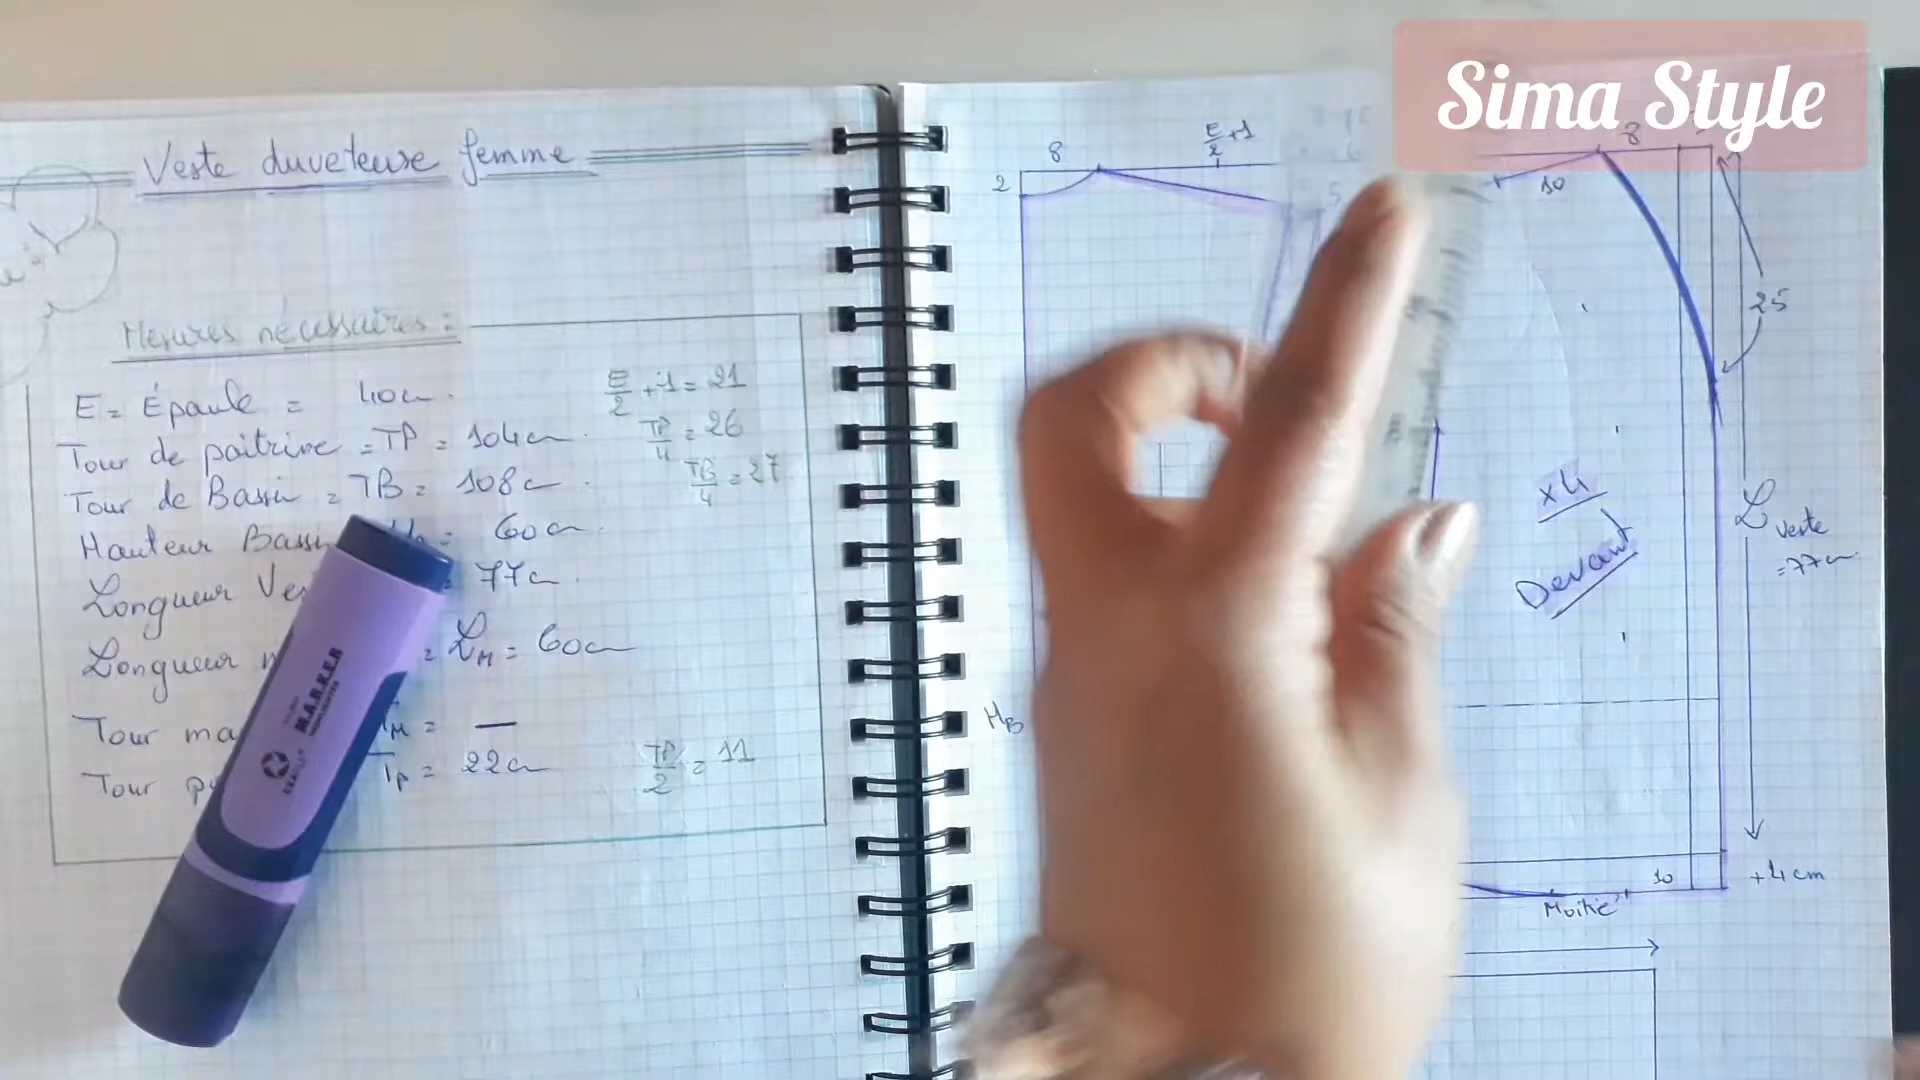 Sima Style
Veste duveteuse femme
Mesures nécessaires :
E = Épaule = 40cm.
E/2 + 1 = 21
Tour de poitrine = TP = 104cm.
TP/4 = 26
Tour de Bassin = TB = 108cm.
TB/4 = 27
Hauteur Bassin = 60cm.
Longueur = 77cm.
Longueur = LM = 60cm
Tour = —
Tour = Tp = 22cm
TP/2 = 11
8
E/2 +1
2
5
8
10
25
x4
Devant
L veste = 77cm
HB
10
+4cm
Moitié